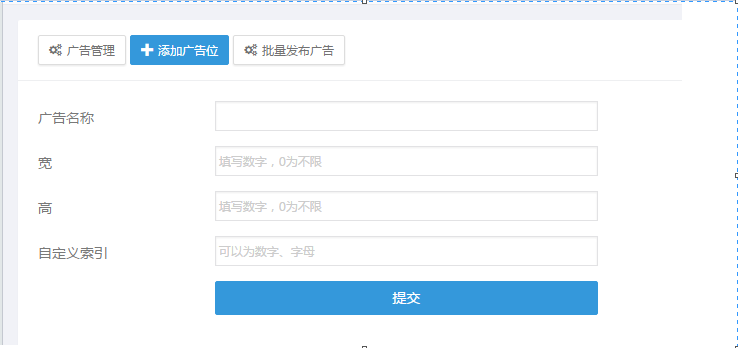 广告管理 添加广告位 批量发布广告
广告名称
宽 填写数字，0为不限
高 填写数字，0为不限
自定义索引 可以为数字、字母
提交